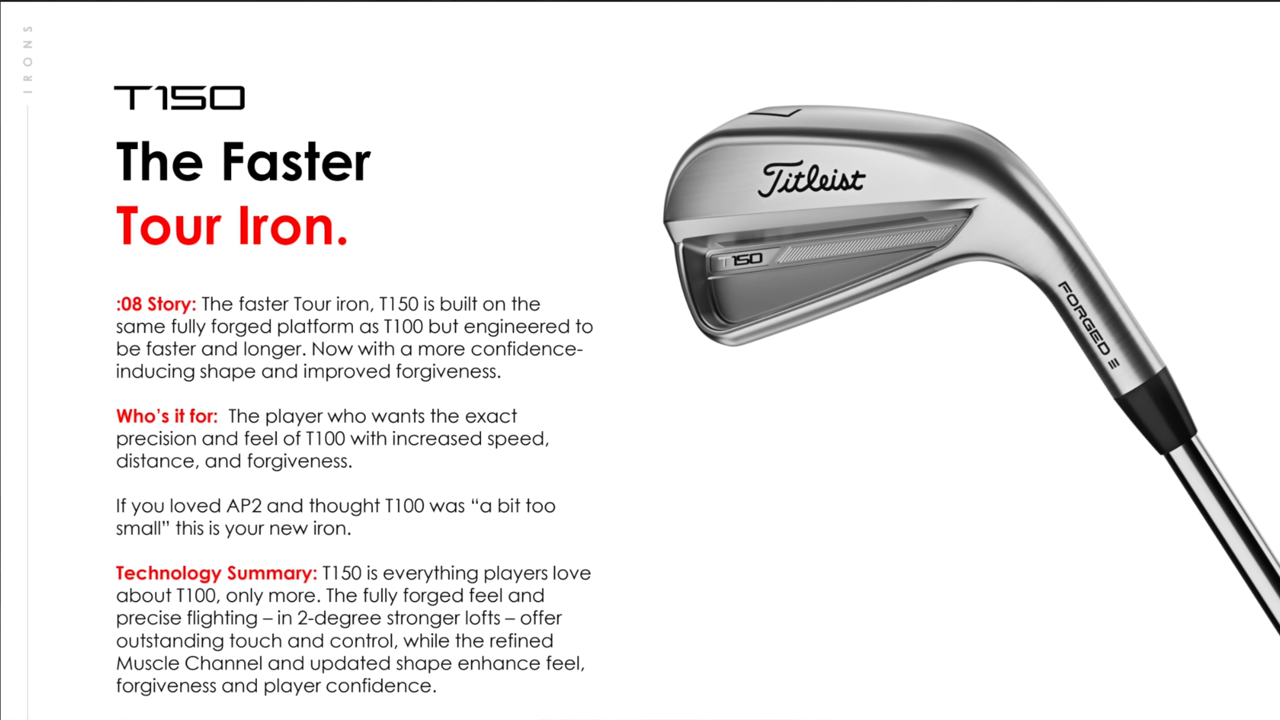 IRONS
T150
The Faster
Tour Iron.
:08 Story: The faster Tour iron, T150 is built on the
same fully forged platform as T100 but engineered to
be faster and longer. Now with a more confidence-
inducing shape and improved forgiveness.
Who's it for: The player who wants the exact
precision and feel of T100 with increased speed,
distance, and forgiveness.
If you loved AP2 and thought T100 was “a bit too
small” this is your new iron.
Technology Summary: T150 is everything players love
about T100, only more. The fully forged feel and
precise flighting – in 2-degree stronger lofts – offer
outstanding touch and control, while the refined
Muscle Channel and updated shape enhance feel,
forgiveness and player confidence.
7
Titleist
T150
FORGED